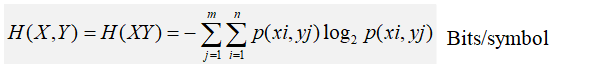 H(X,Y) = H(XY) = − ∑_{j=1}^{m} ∑_{i=1}^{n} p(xi, yj) log₂ p(xi, yj) Bits/symbol